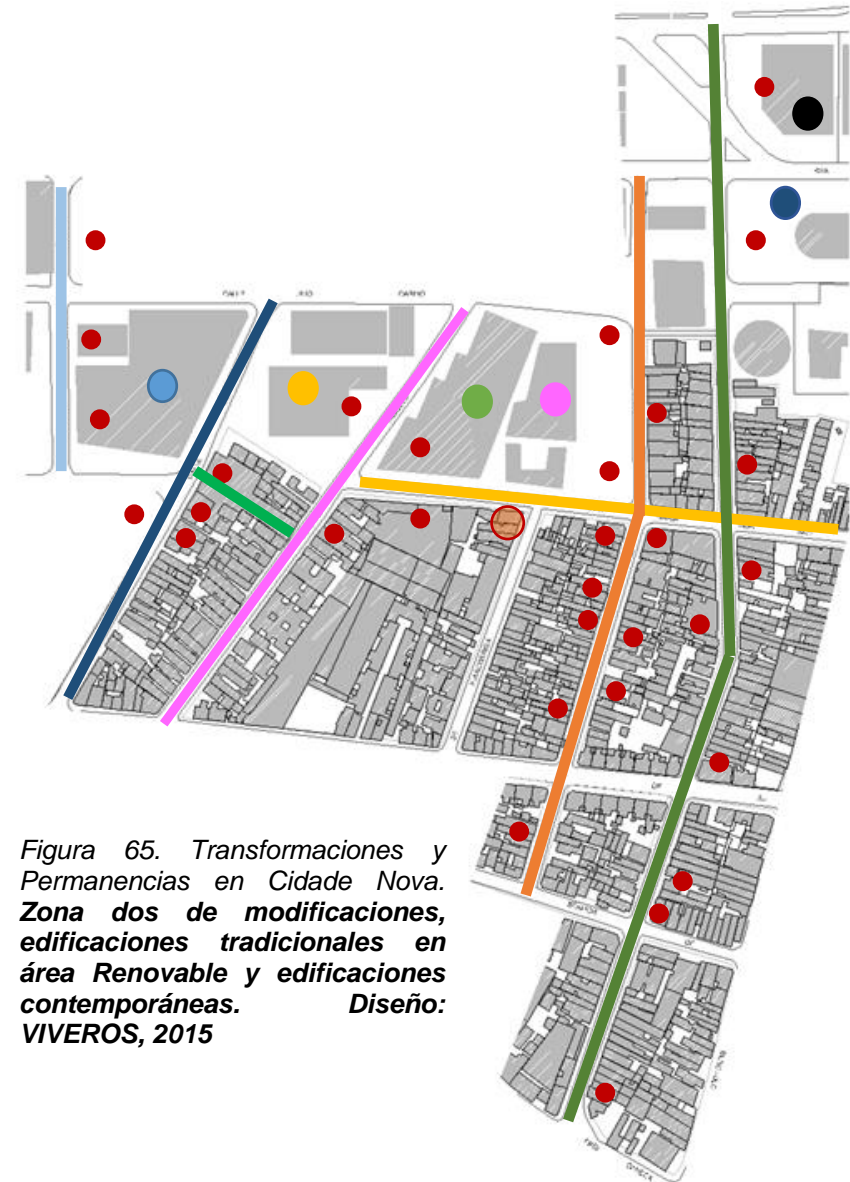 Figura 65. Transformaciones y
Permanencias en Cidade Nova.
Zona dos de modificaciones,
edificaciones tradicionales en
área Renovable y edificaciones
contemporáneas. Diseño:
VIVEROS, 2015